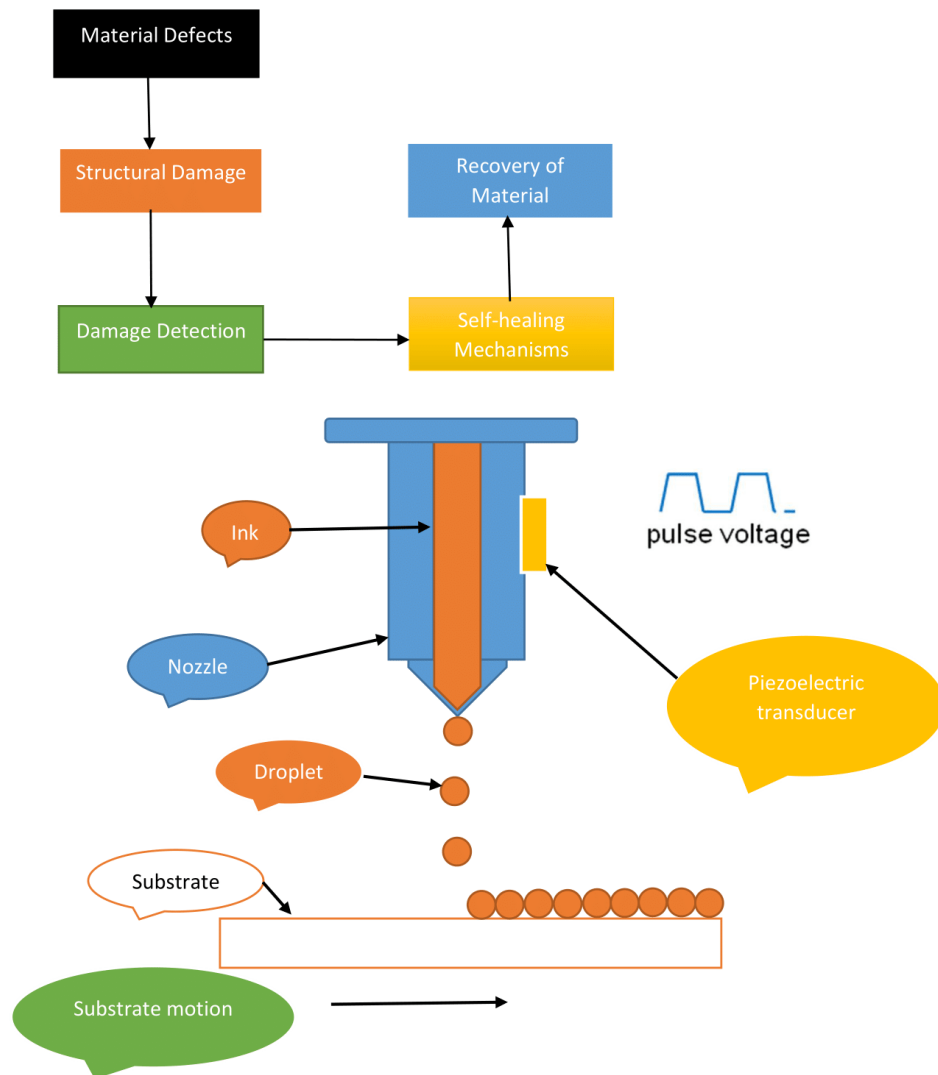 Material Defects
Structural Damage
Recovery of
Material
Damage Detection
Self-healing
Mechanisms
Ink
pulse voltage
Nozzle
Piezoelectric
transducer
Droplet
Substrate
Substrate motion